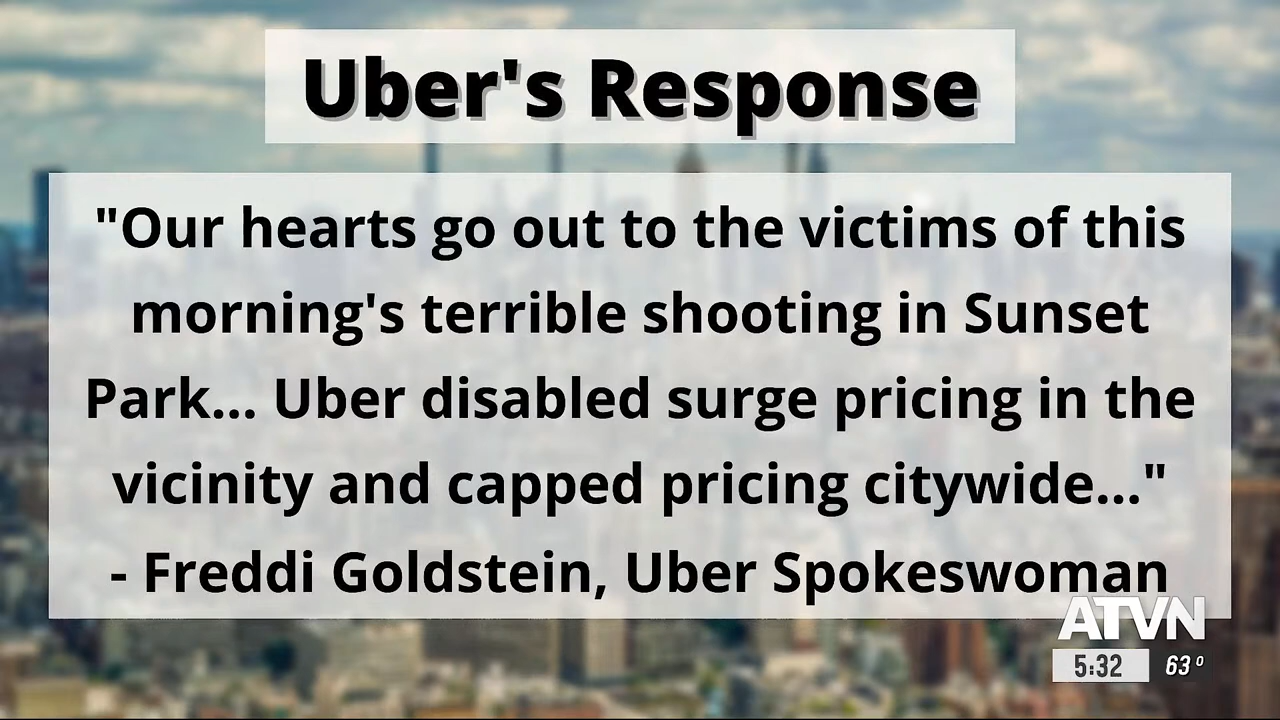 Uber's Response
"Our hearts go out to the victims of this
morning's terrible shooting in Sunset
Park... Uber disabled surge pricing in the
vicinity and capped pricing citywide..."
- Freddi Goldstein, Uber Spokeswoman
ATVN
5:32 63º